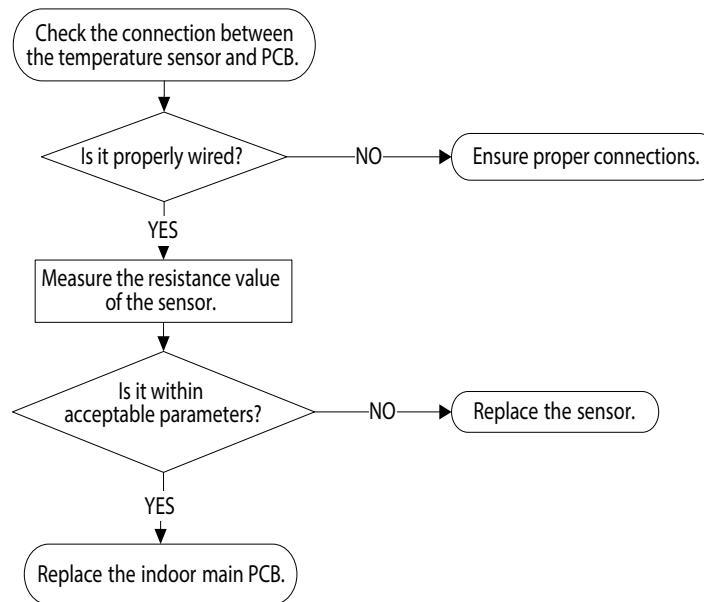 Check the connection between
the temperature sensor and PCB.
Is it properly wired?
NO
Ensure proper connections.
YES
Measure the resistance value
of the sensor.
Is it within
acceptable parameters?
NO
Replace the sensor.
YES
Replace the indoor main PCB.